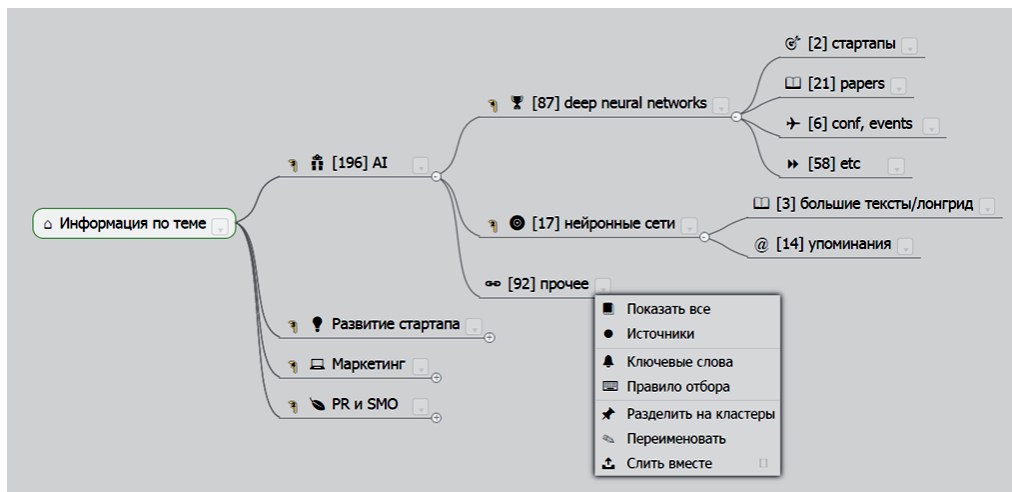 [2] стартапы
[21] papers
[87] deep neural networks
[6] conf, events
[196] AI
[58] etc
[3] большие тексты/лонгрид
Информация по теме
[17] нейронные сети
@ [14] упоминания
[92] прочее
Показать все
Развитие стартапа
Источники
Маркетинг
Ключевые слова
Правило отбора
PR и SMO
Разделить на кластеры
Переименовать
Слить вместе